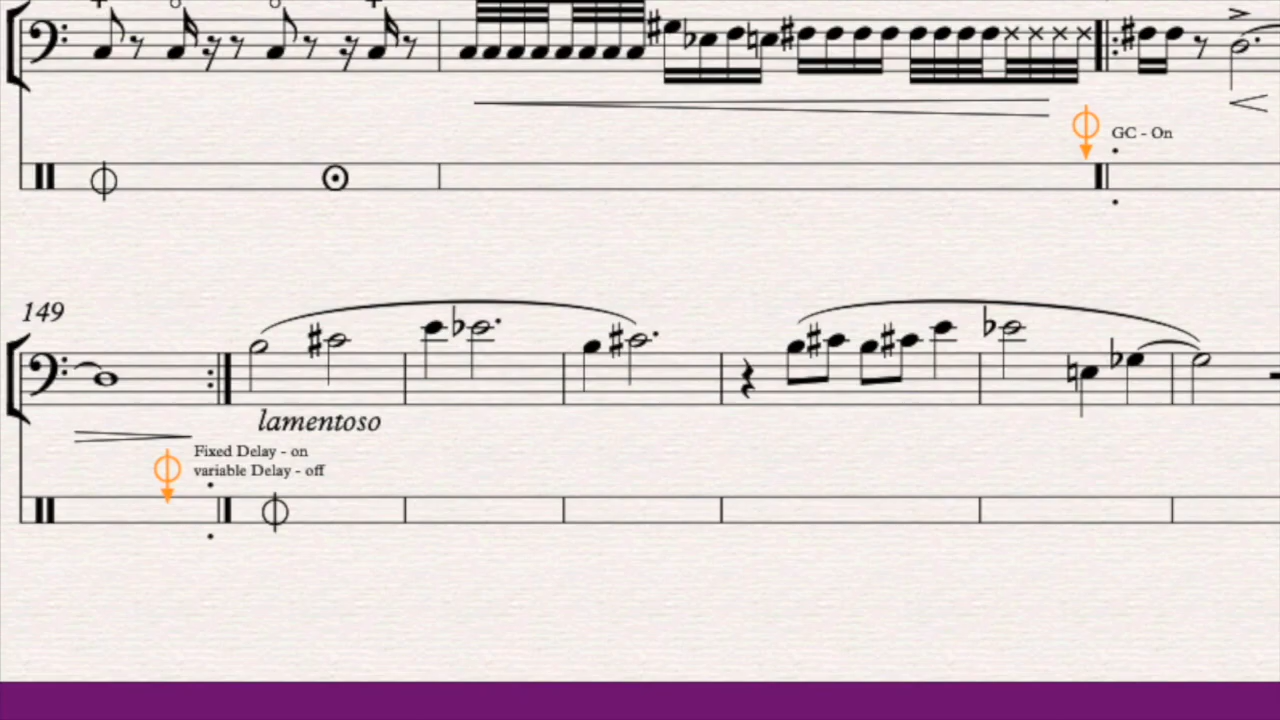 GC - On
149
lamentoso
Fixed Delay - on
variable Delay - off